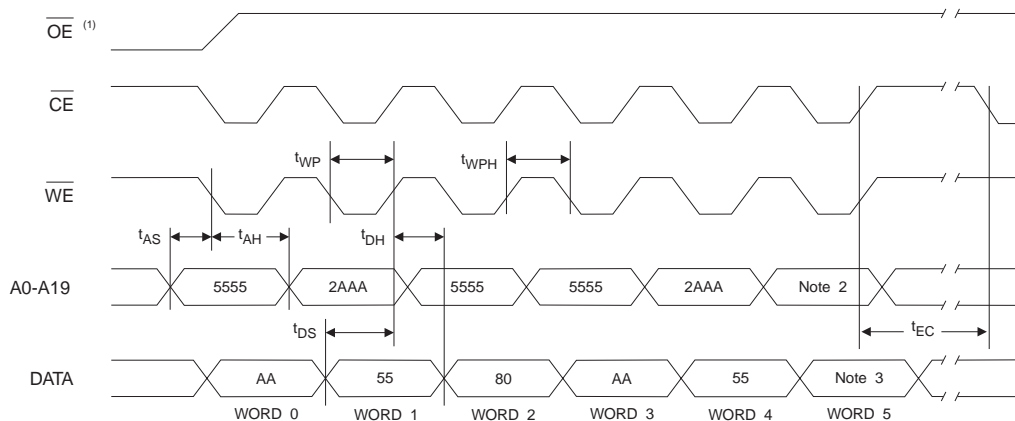 OE (1)
CE
tWP
tWPH
WE
tAS
tAH
tDH
A0-A19
5555
2AAA
5555
5555
2AAA
Note 2
tDS
tEC
DATA
AA
55
80
AA
55
Note 3
WORD 0
WORD 1
WORD 2
WORD 3
WORD 4
WORD 5